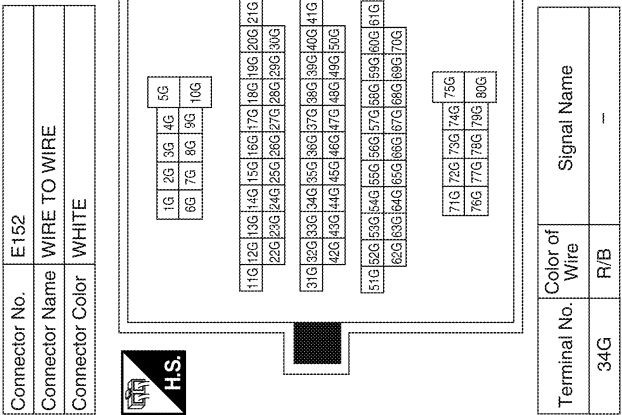 Connector No. E152
Connector Name WIRE TO WIRE
Connector Color WHITE
H.S.
1G 2G 3G 4G 5G
6G 7G 8G 9G 10G
11G 12G 13G 14G 15G 16G 17G 18G 19G 20G 21G
22G 23G 24G 25G 26G 27G 28G 29G 30G
31G 32G 33G 34G 35G 36G 37G 38G 39G 40G 41G
42G 43G 44G 45G 46G 47G 48G 49G 50G
51G 52G 53G 54G 55G 56G 57G 58G 59G 60G 61G
62G 63G 64G 65G 66G 67G 68G 69G 70G
71G 72G 73G 74G 75G
76G 77G 78G 79G 80G
Terminal No. Color of Wire Signal Name
34G R/B –